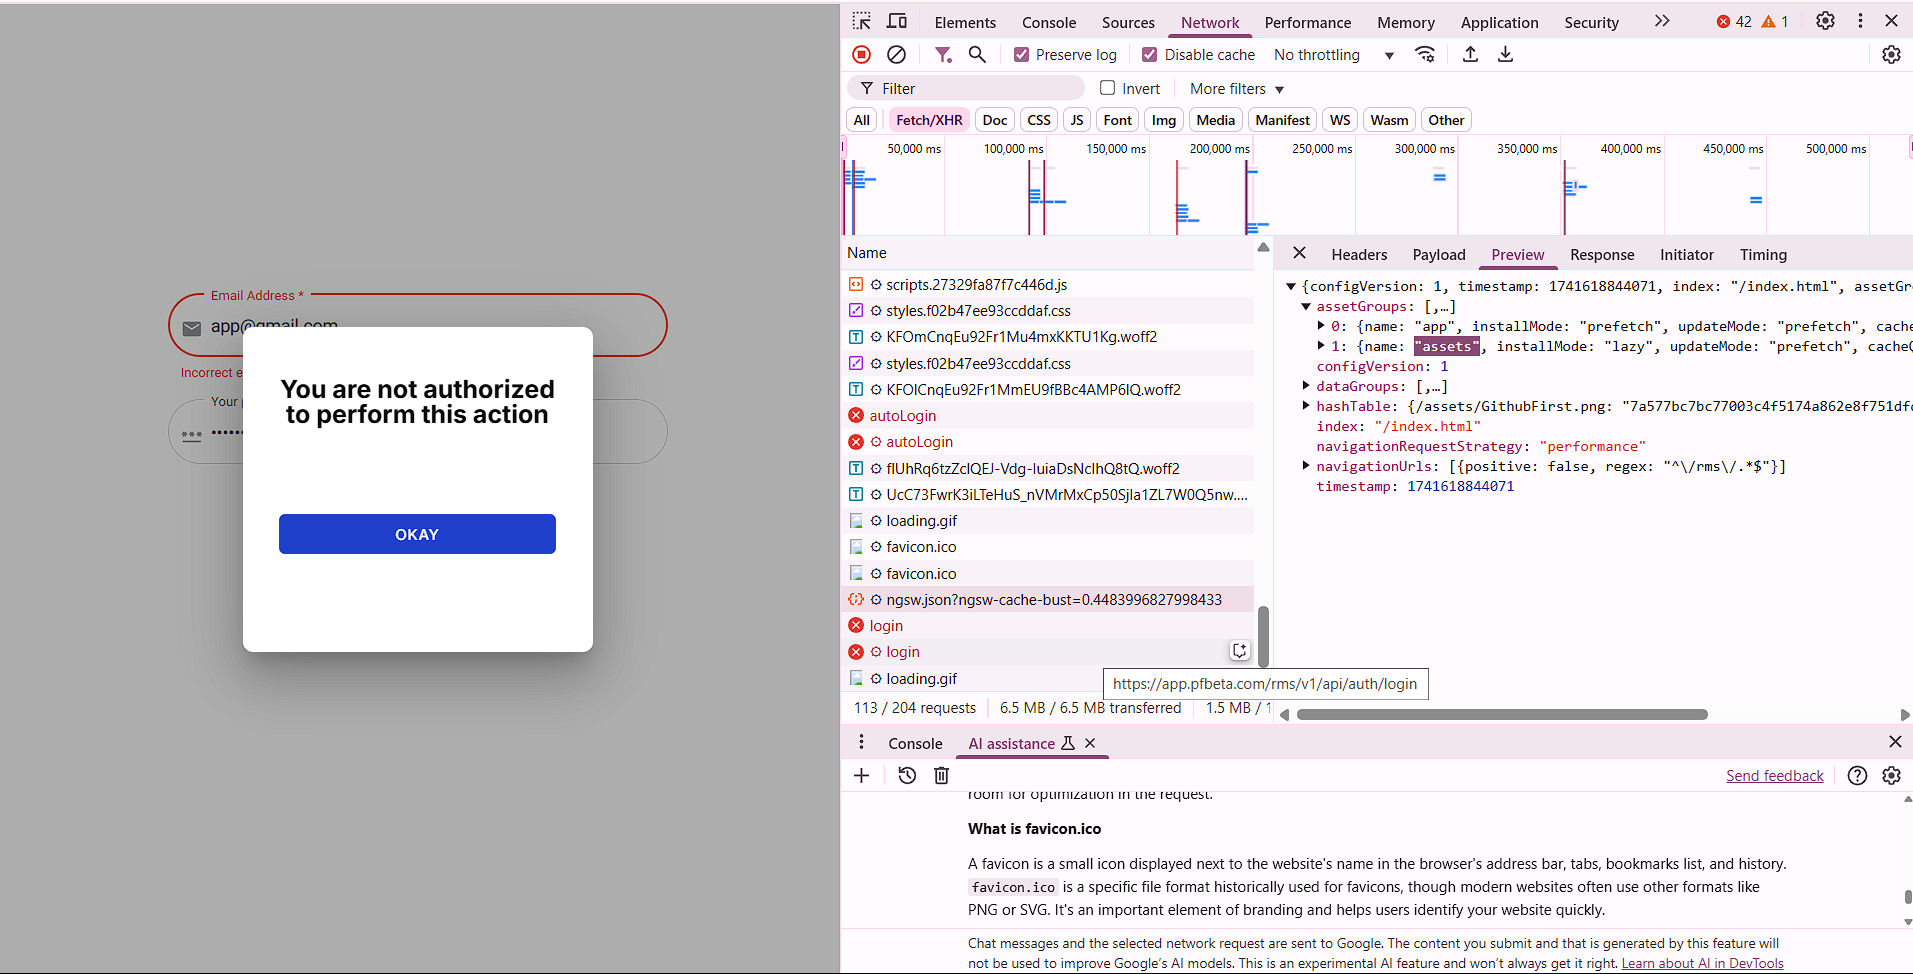 Email Address *
app@gmail.com
Incorrect e
Your p
***
You are not authorized
to perform this action
OKAY
Elements Console Sources Network Performance Memory Application Security 42 1
Preserve log Disable cache No throttling
Filter Invert More filters
All Fetch/XHR Doc CSS JS Font Img Media Manifest WS Wasm Other
50,000 ms 100,000 ms 150,000 ms 200,000 ms 250,000 ms 300,000 ms 350,000 ms 400,000 ms 450,000 ms 500,000 ms
Name
scripts.27329fa87f7c446d.js
styles.f02b47ee93ccddaf.css
KFOmCnqEu92Fr1Mu4mxKKTU1Kg.woff2
styles.f02b47ee93ccddaf.css
KFOlCnqEu92Fr1MmEU9fBBc4AMP6lQ.woff2
autoLogin
autoLogin
flUhRq6tzZclQEJ-Vdg-IuiaDsNcIhQ8tQ.woff2
UcC73FwrK3iLTeHuS_nVMrMxCp50SjIa1ZL7W0Q5nw....
loading.gif
favicon.ico
favicon.ico
ngsw.json?ngsw-cache-bust=0.4483996827998433
login
login
loading.gif
https://app.pfbeta.com/rms/v1/api/auth/login
113 / 204 requests 6.5 MB / 6.5 MB transferred 1.5 MB / 1
Headers Payload Preview Response Initiator Timing
{configVersion: 1, timestamp: 1741618844071, index: "/index.html", assetGr
assetGroups: [,…]
0: {name: "app", installMode: "prefetch", updateMode: "prefetch", cache
1: {name: "assets", installMode: "lazy", updateMode: "prefetch", cacheQ
configVersion: 1
dataGroups: [,…]
hashTable: {/assets/GithubFirst.png: "7a577bc7bc77003c4f5174a862e8f751dfc
index: "/index.html"
navigationRequestStrategy: "performance"
navigationUrls: [{positive: false, regex: "^\/rms\/.*$"}]
timestamp: 1741618844071
Console AI assistance
Send feedback
room for optimization in the request.
What is favicon.ico
A favicon is a small icon displayed next to the website's name in the browser's address bar, tabs, bookmarks list, and history.
favicon.ico is a specific file format historically used for favicons, though modern websites often use other formats like
PNG or SVG. It's an important element of branding and helps users identify your website quickly.
Chat messages and the selected network request are sent to Google. The content you submit and that is generated by this feature will
not be used to improve Google's AI models. This is an experimental AI feature and won't always get it right. Learn about AI in DevTools